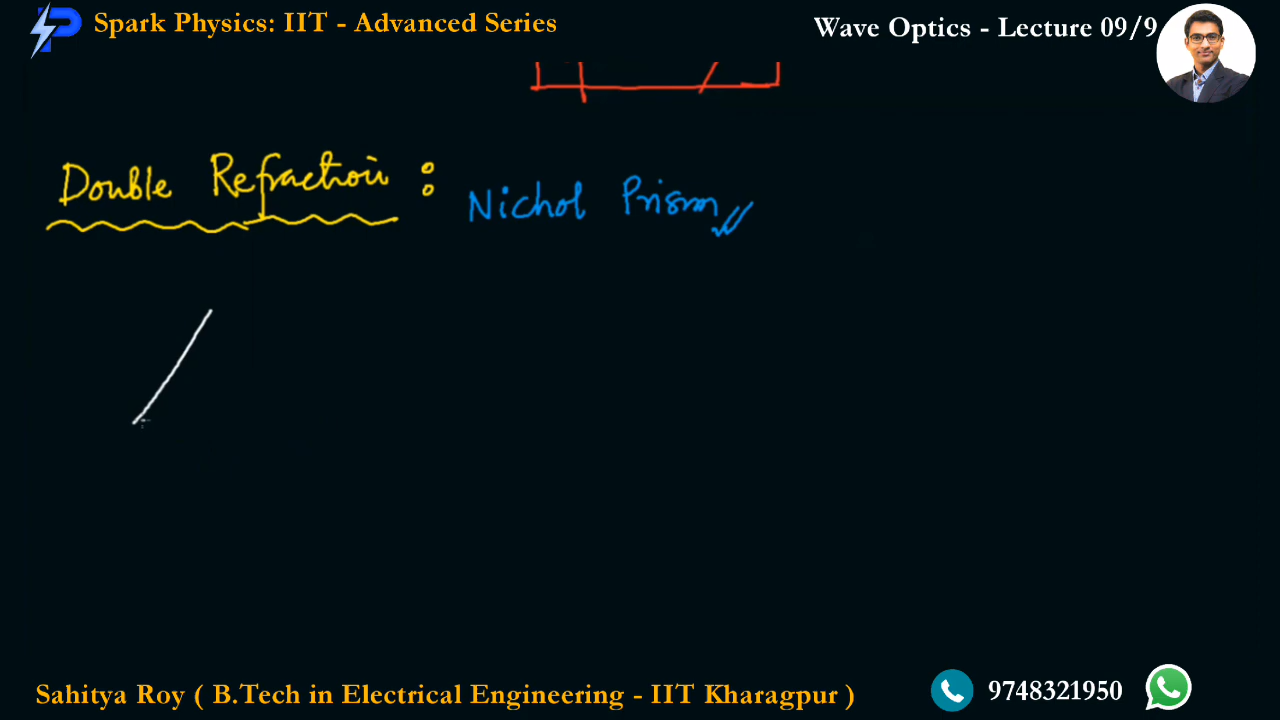 Spark Physics: IIT - Advanced Series
Wave Optics - Lecture 09/9
Double Refraction :
Nichol Prism
Sahitya Roy ( B.Tech in Electrical Engineering - IIT Kharagpur )
9748321950